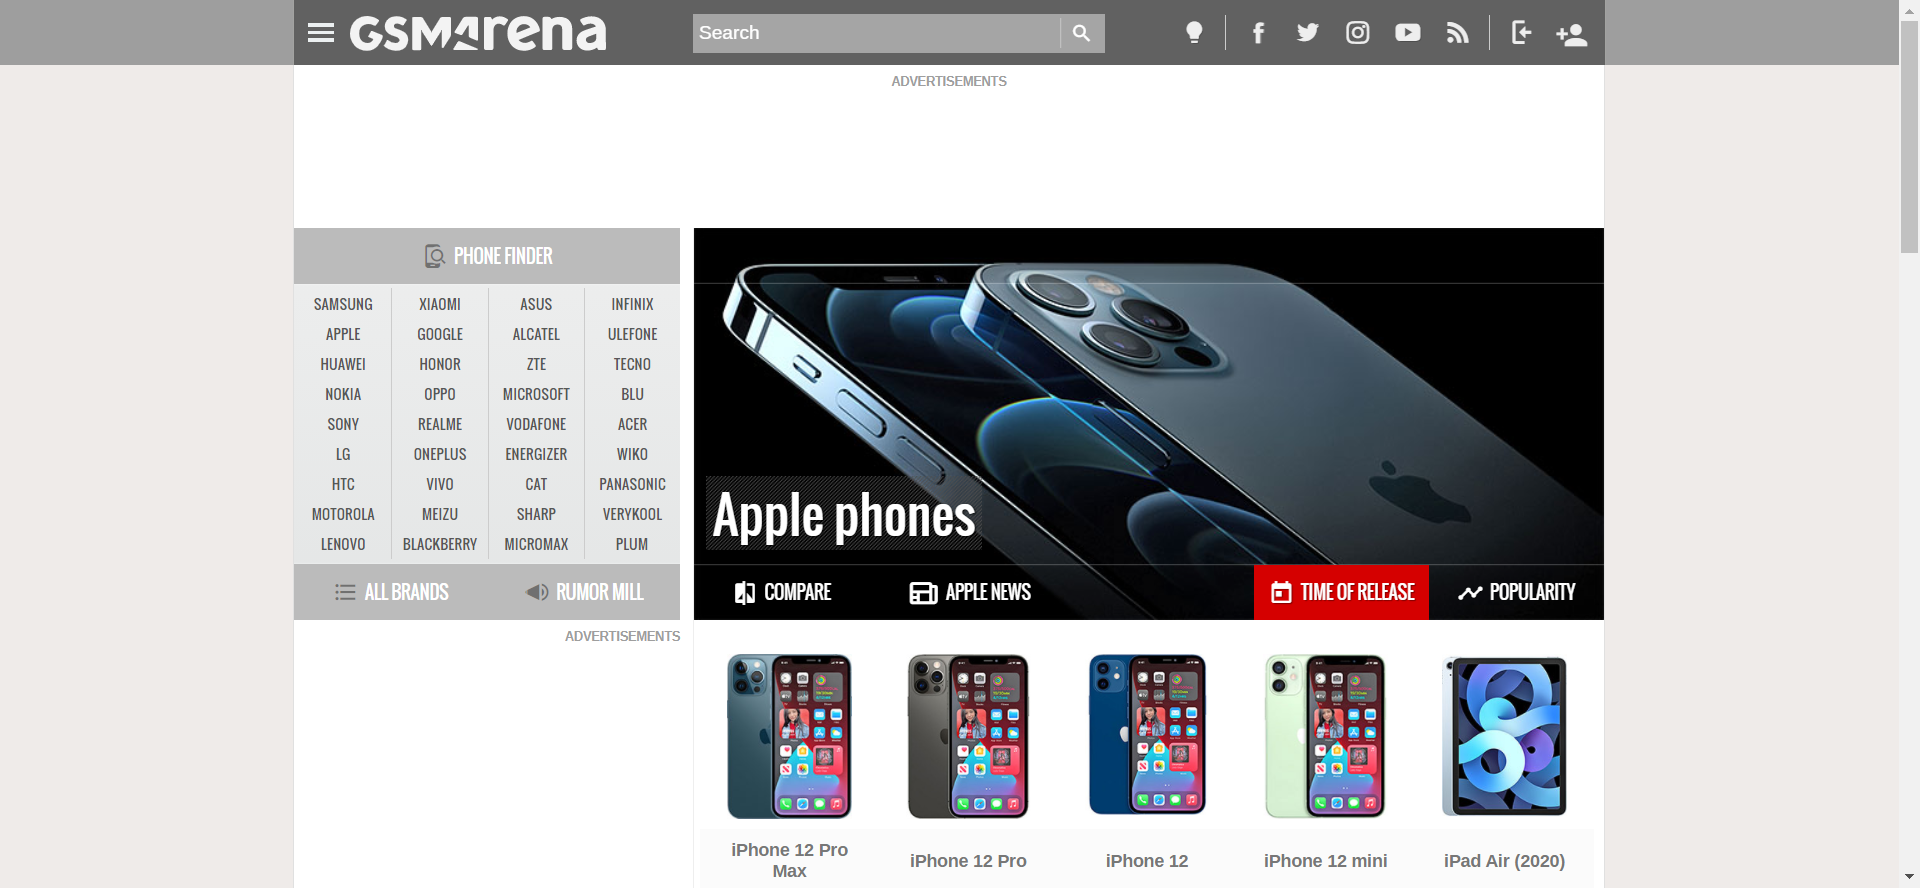 GSMArena
Search
ADVERTISEMENTS
PHONE FINDER
SAMSUNG XIAOMI ASUS INFINIX
APPLE GOOGLE ALCATEL ULEFONE
HUAWEI HONOR ZTE TECNO
NOKIA OPPO MICROSOFT BLU
SONY REALME VODAFONE ACER
LG ONEPLUS ENERGIZER WIKO
HTC VIVO CAT PANASONIC
MOTOROLA MEIZU SHARP VERYKOOL
LENOVO BLACKBERRY MICROMAX PLUM
ALL BRANDS RUMOR MILL
ADVERTISEMENTS
Apple phones
COMPARE APPLE NEWS TIME OF RELEASE POPULARITY
iPhone 12 Pro
Max
iPhone 12 Pro
iPhone 12
iPhone 12 mini
iPad Air (2020)